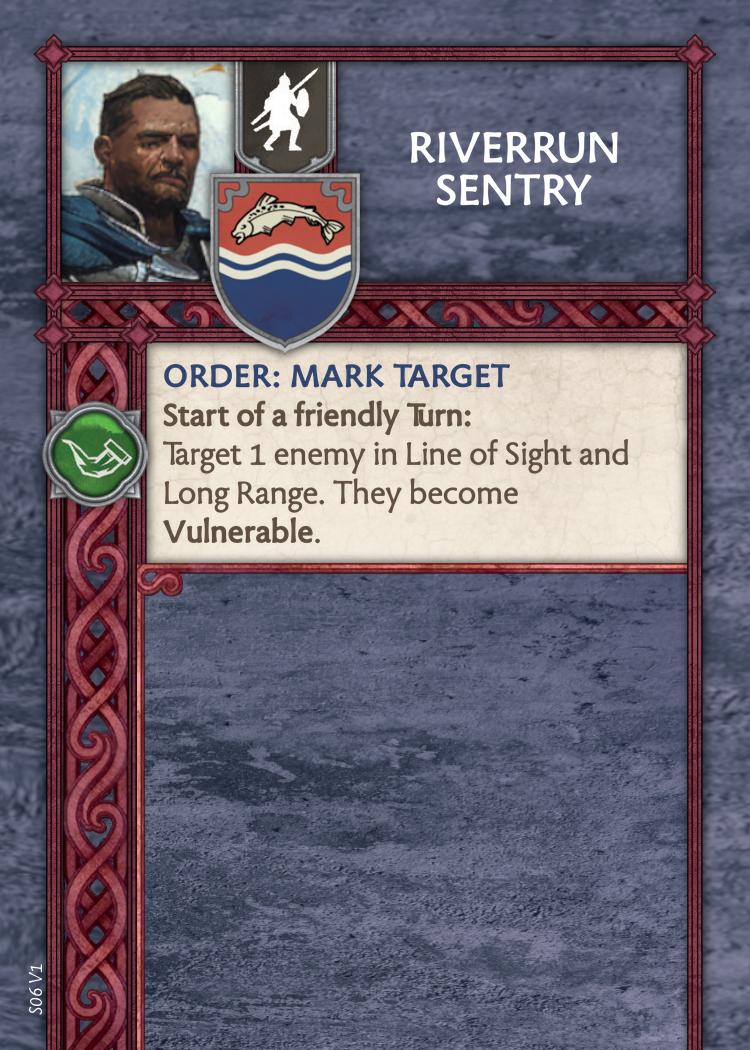 RIVERRUN
SENTRY
ORDER: MARK TARGET
Start of a friendly Turn:
Target 1 enemy in Line of Sight and
Long Range. They become
Vulnerable.
S06 V1